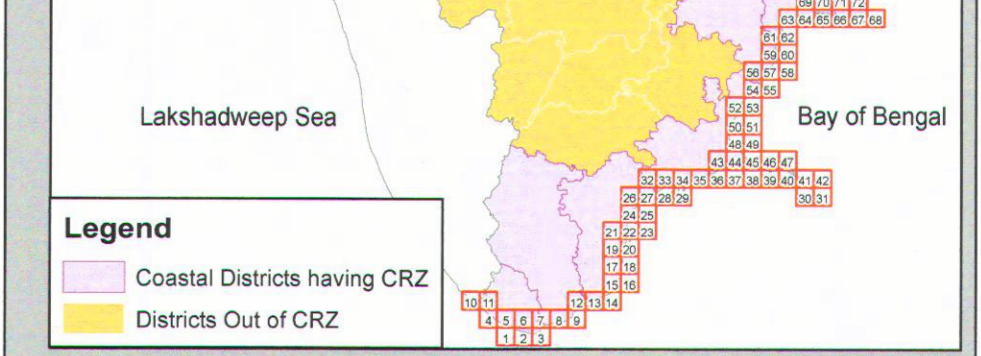 69 70 71 72
63 64 65 66 67 68
61 62
59 60
56 57 58
54 55
Lakshadweep Sea
52 53
Bay of Bengal
50 51
48 49
43 44 45 46 47
32 33 34 35 36 37 38 39 40 41 42
26 27 28 29
30 31
24 25
Legend
21 22 23
19 20
17 18
Coastal Districts having CRZ
15 16
10 11
12 13 14
Districts Out of CRZ
4 5 6 7 8 9
1 2 3